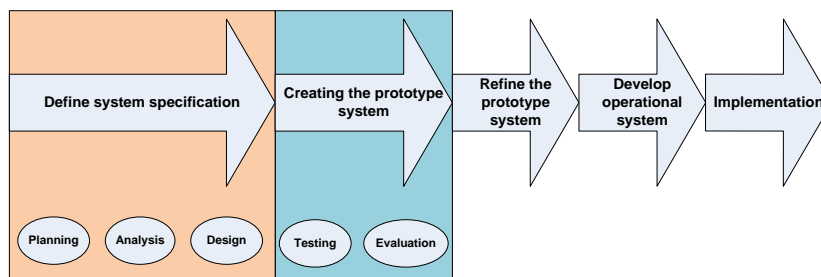 Define system specification
Creating the prototype
system
Refine the
prototype
system
Develop
operational
system
Implementation
Planning
Analysis
Design
Testing
Evaluation